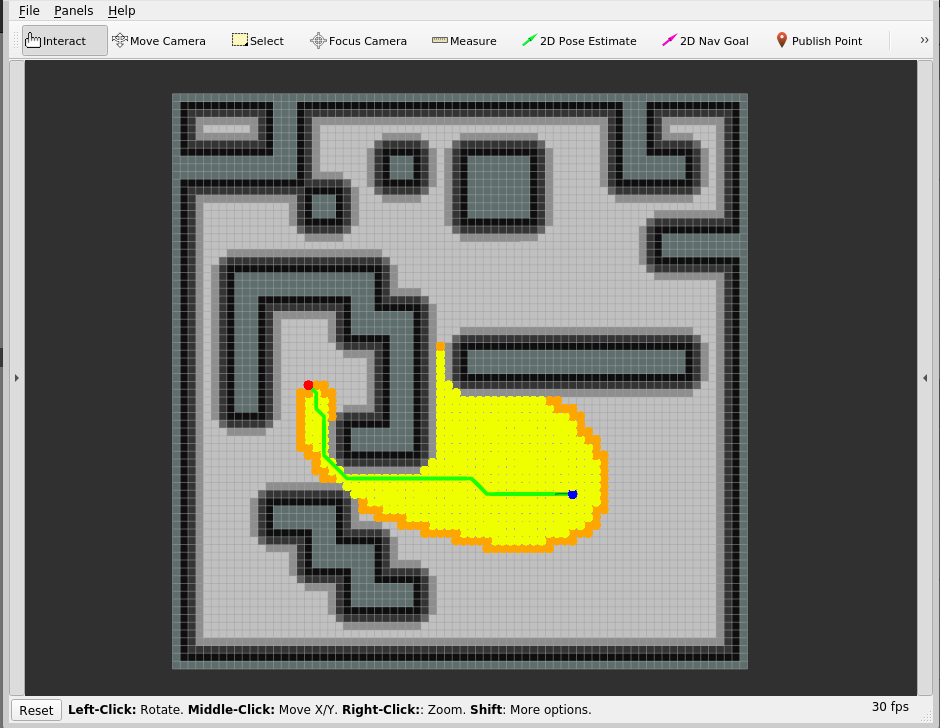 File Panels Help
Interact Move Camera Select Focus Camera Measure 2D Pose Estimate 2D Nav Goal Publish Point »
Reset Left-Click: Rotate. Middle-Click: Move X/Y. Right-Click:: Zoom. Shift: More options. 30 fps